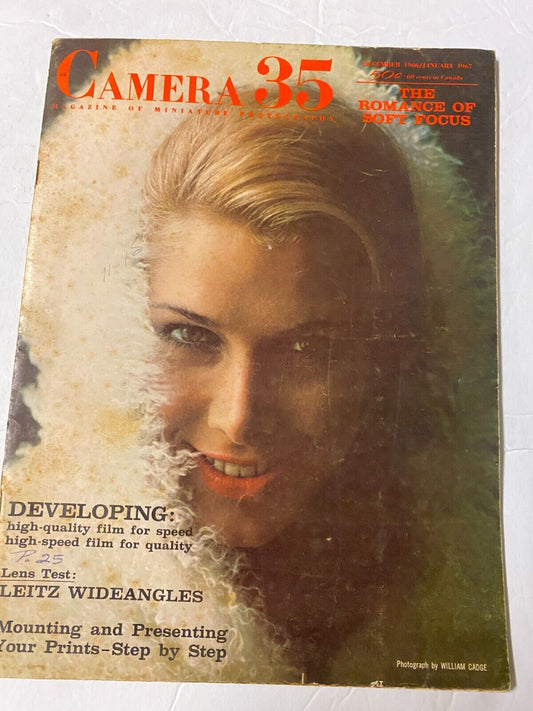 CAMERA 35
MAGAZINE OF MINIATURE PHOTOGRAPHY
DECEMBER 1966/JANUARY 1967
50¢ 60 cents in Canada
THE
ROMANCE OF
SOFT FOCUS
DEVELOPING:
high-quality film for speed
high-speed film for quality
25
Lens Test:
LEITZ WIDEANGLES
Mounting and Presenting
Your Prints–Step by Step
Photograph by WILLIAM CADGE